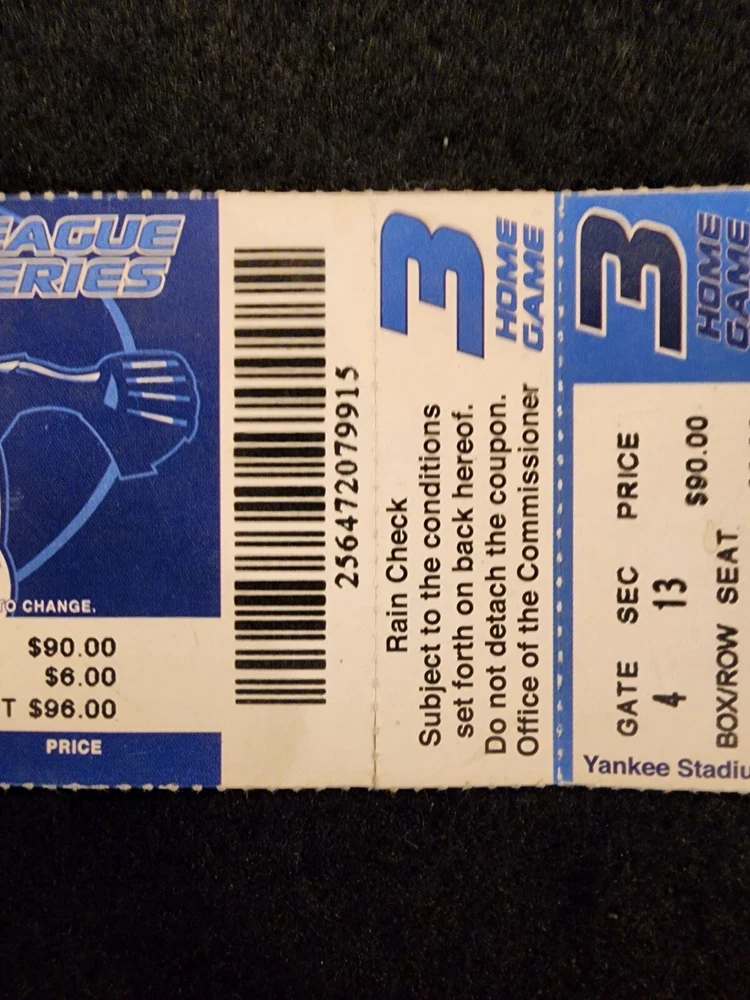 EAGUE
ERIES
TO CHANGE.
$90.00
$6.00
T $96.00
PRICE
256472079915
3 HOME
GAME
Rain Check
Subject to the conditions
set forth on back hereof.
Do not detach the coupon.
Office of the Commissioner
3 HOME
GAME
GATE SEC PRICE
4 13 $90.00
BOX/ROW SEAT
Yankee Stadiu